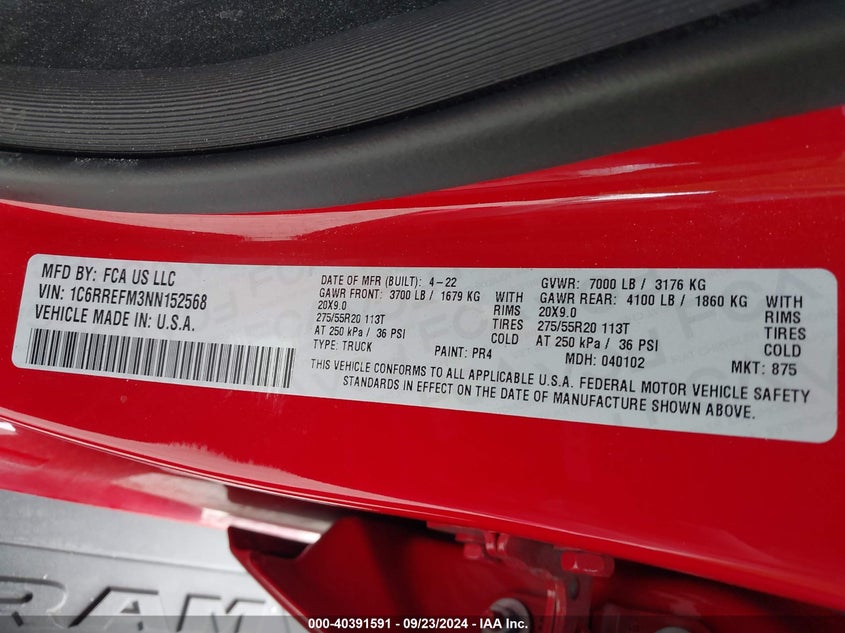 MFD BY: FCA US LLC
VIN: 1C6RREFM3NN152568
VEHICLE MADE IN: U.S.A.
DATE OF MFR (BUILT): 4-22 GVWR: 7000 LB / 3176 KG
GAWR FRONT: 3700 LB / 1679 KG WITH GAWR REAR: 4100 LB / 1860 KG WITH
20X9.0 RIMS 20X9.0 RIMS
275/55R20 113T TIRES 275/55R20 113T TIRES
AT 250 kPa / 36 PSI COLD AT 250 kPa / 36 PSI COLD
TYPE: TRUCK PAINT: PR4 MDH: 040102 MKT: 875
THIS VEHICLE CONFORMS TO ALL APPLICABLE U.S.A. FEDERAL MOTOR VEHICLE SAFETY
STANDARDS IN EFFECT ON THE DATE OF MANUFACTURE SHOWN ABOVE.
RAM
000-40391591 - 09/23/2024 - IAA Inc.